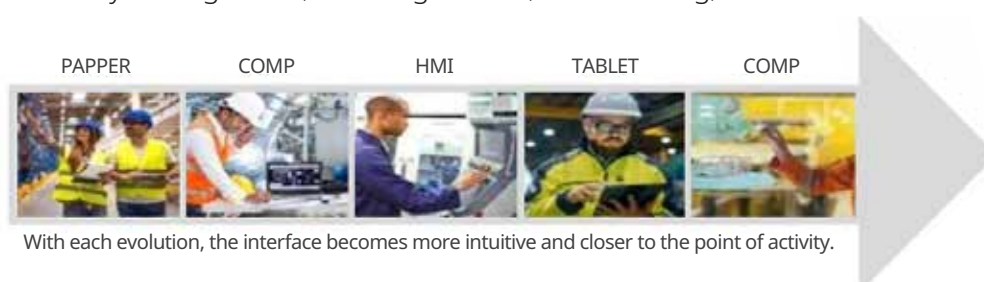 PAPPER COMP HMI TABLET COMP
With each evolution, the interface becomes more intuitive and closer to the point of activity.